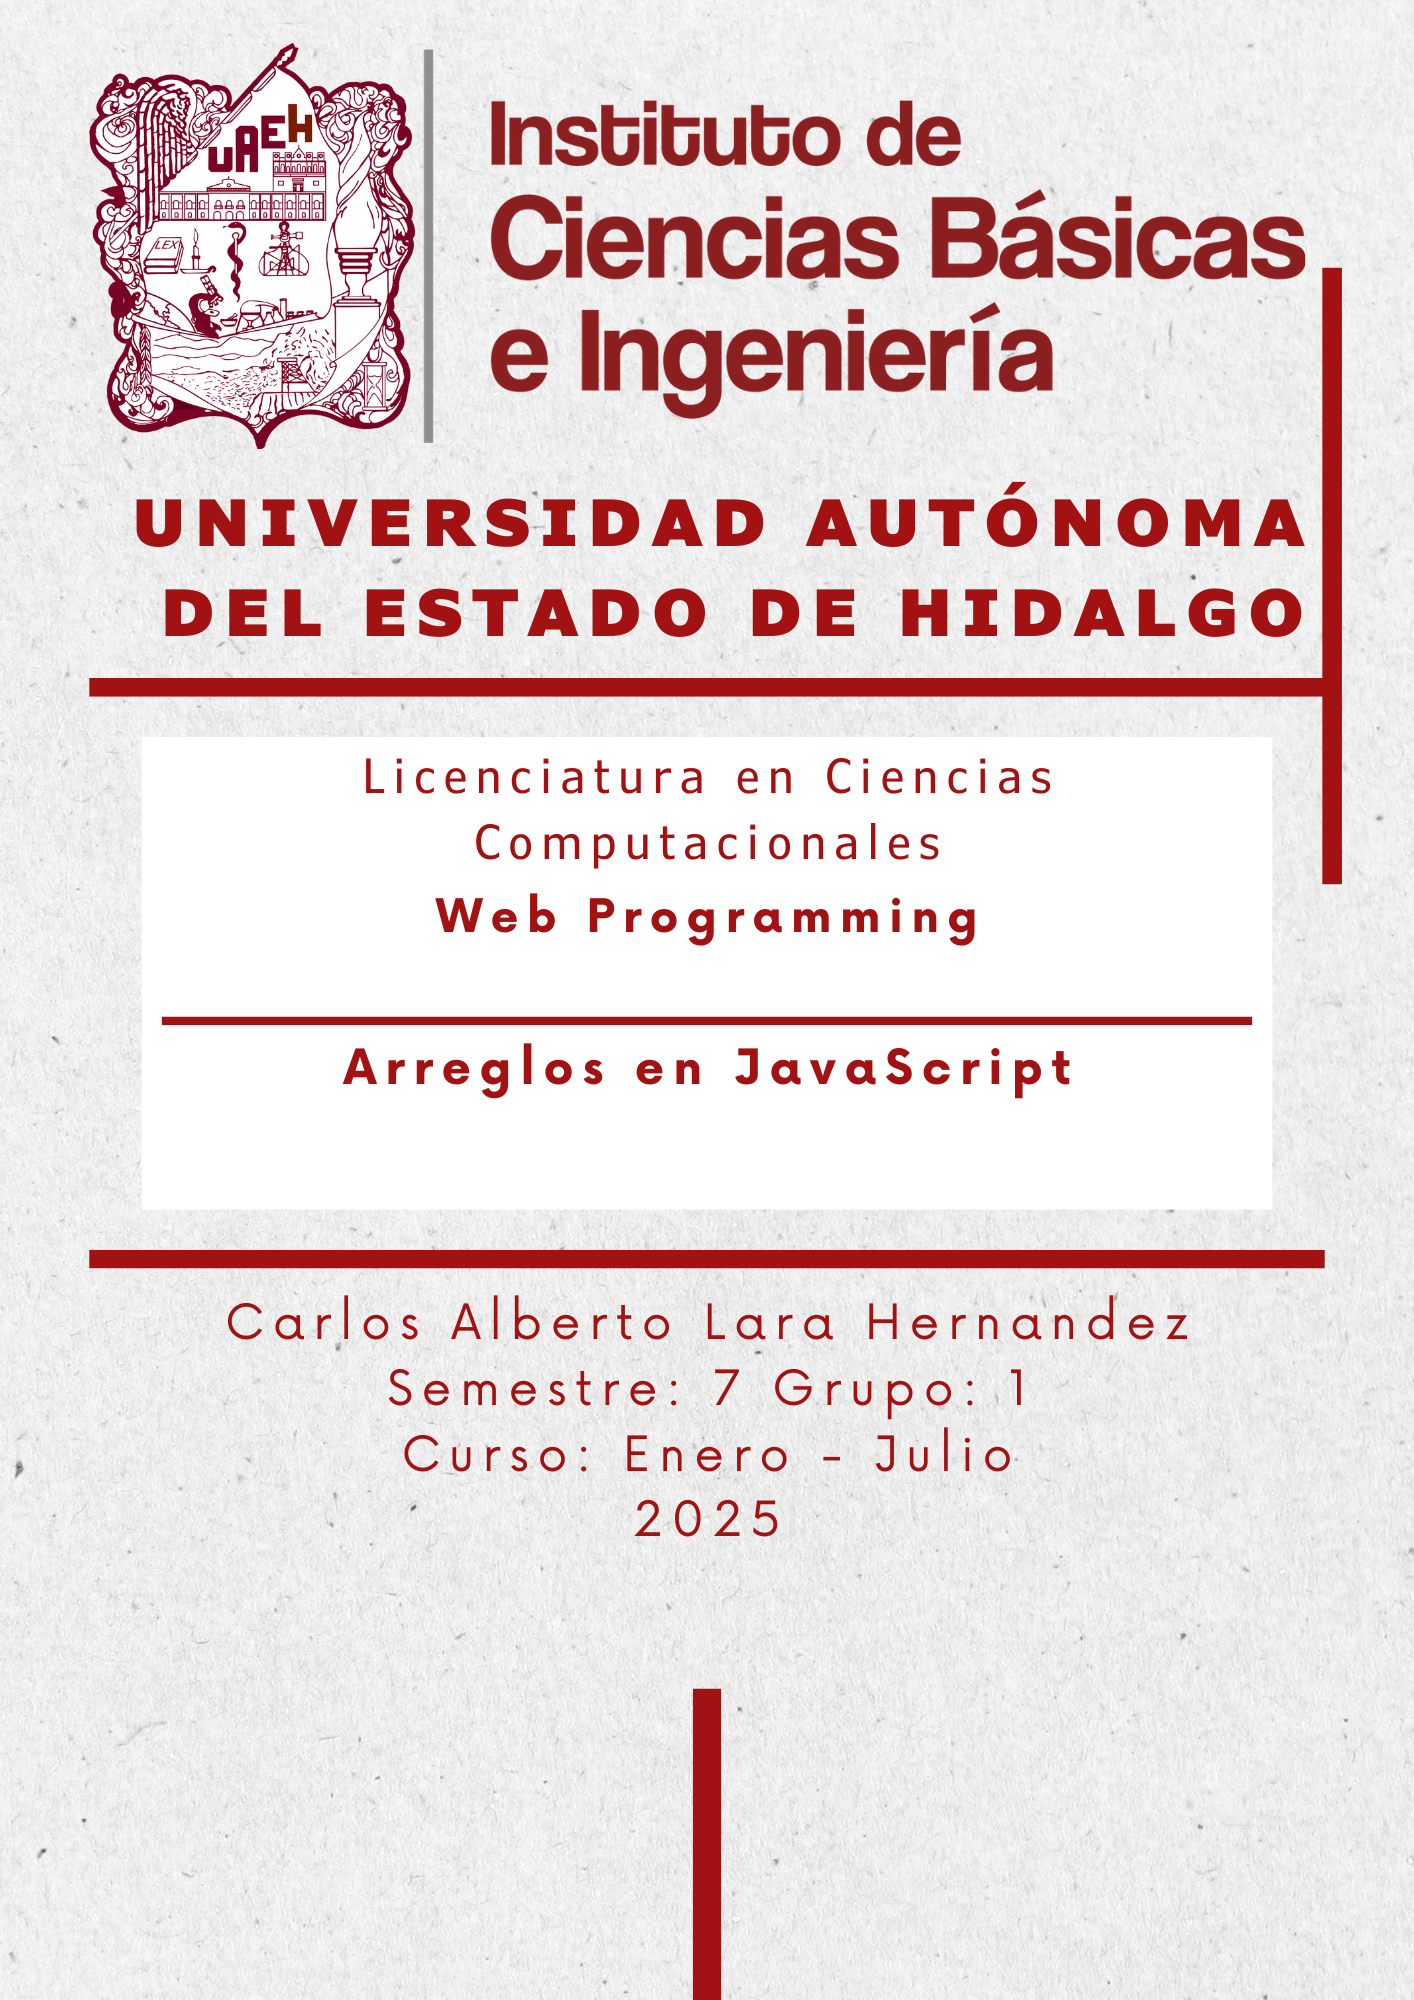 UAEH
LEX
Instituto de
Ciencias Básicas
e Ingeniería
UNIVERSIDAD AUTÓNOMA
DEL ESTADO DE HIDALGO
Licenciatura en Ciencias
Computacionales
Web Programming
Arreglos en JavaScript
Carlos Alberto Lara Hernandez
Semestre: 7 Grupo: 1
Curso: Enero - Julio
2025